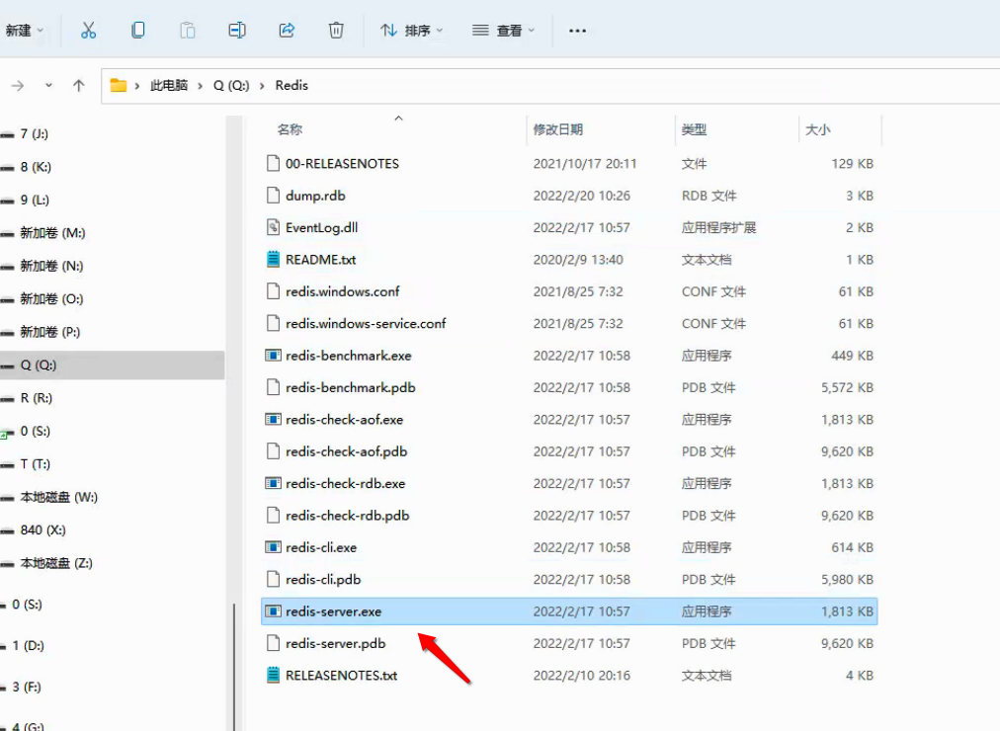 新建 排序 查看
此电脑 Q (Q:) Redis
名称 修改日期 类型 大小
7 (J:)
8 (K:)
9 (L:)
新加卷 (M:)
新加卷 (N:)
新加卷 (O:)
新加卷 (P:)
Q (Q:)
R (R:)
0 (S:)
T (T:)
本地磁盘 (W:)
840 (X:)
本地磁盘 (Z:)
0 (S:)
1 (D:)
3 (F:)
4 (G:)
00-RELEASENOTES 2021/10/17 20:11 文件 129 KB
dump.rdb 2022/2/20 10:26 RDB 文件 3 KB
EventLog.dll 2022/2/17 10:57 应用程序扩展 2 KB
README.txt 2020/2/9 13:40 文本文档 1 KB
redis.windows.conf 2021/8/25 7:32 CONF 文件 61 KB
redis.windows-service.conf 2021/8/25 7:32 CONF 文件 61 KB
redis-benchmark.exe 2022/2/17 10:58 应用程序 449 KB
redis-benchmark.pdb 2022/2/17 10:58 PDB 文件 5,572 KB
redis-check-aof.exe 2022/2/17 10:57 应用程序 1,813 KB
redis-check-aof.pdb 2022/2/17 10:57 PDB 文件 9,620 KB
redis-check-rdb.exe 2022/2/17 10:57 应用程序 1,813 KB
redis-check-rdb.pdb 2022/2/17 10:57 PDB 文件 9,620 KB
redis-cli.exe 2022/2/17 10:58 应用程序 614 KB
redis-cli.pdb 2022/2/17 10:58 PDB 文件 5,980 KB
redis-server.exe 2022/2/17 10:57 应用程序 1,813 KB
redis-server.pdb 2022/2/17 10:57 PDB 文件 9,620 KB
RELEASENOTES.txt 2022/2/10 20:16 文本文档 4 KB